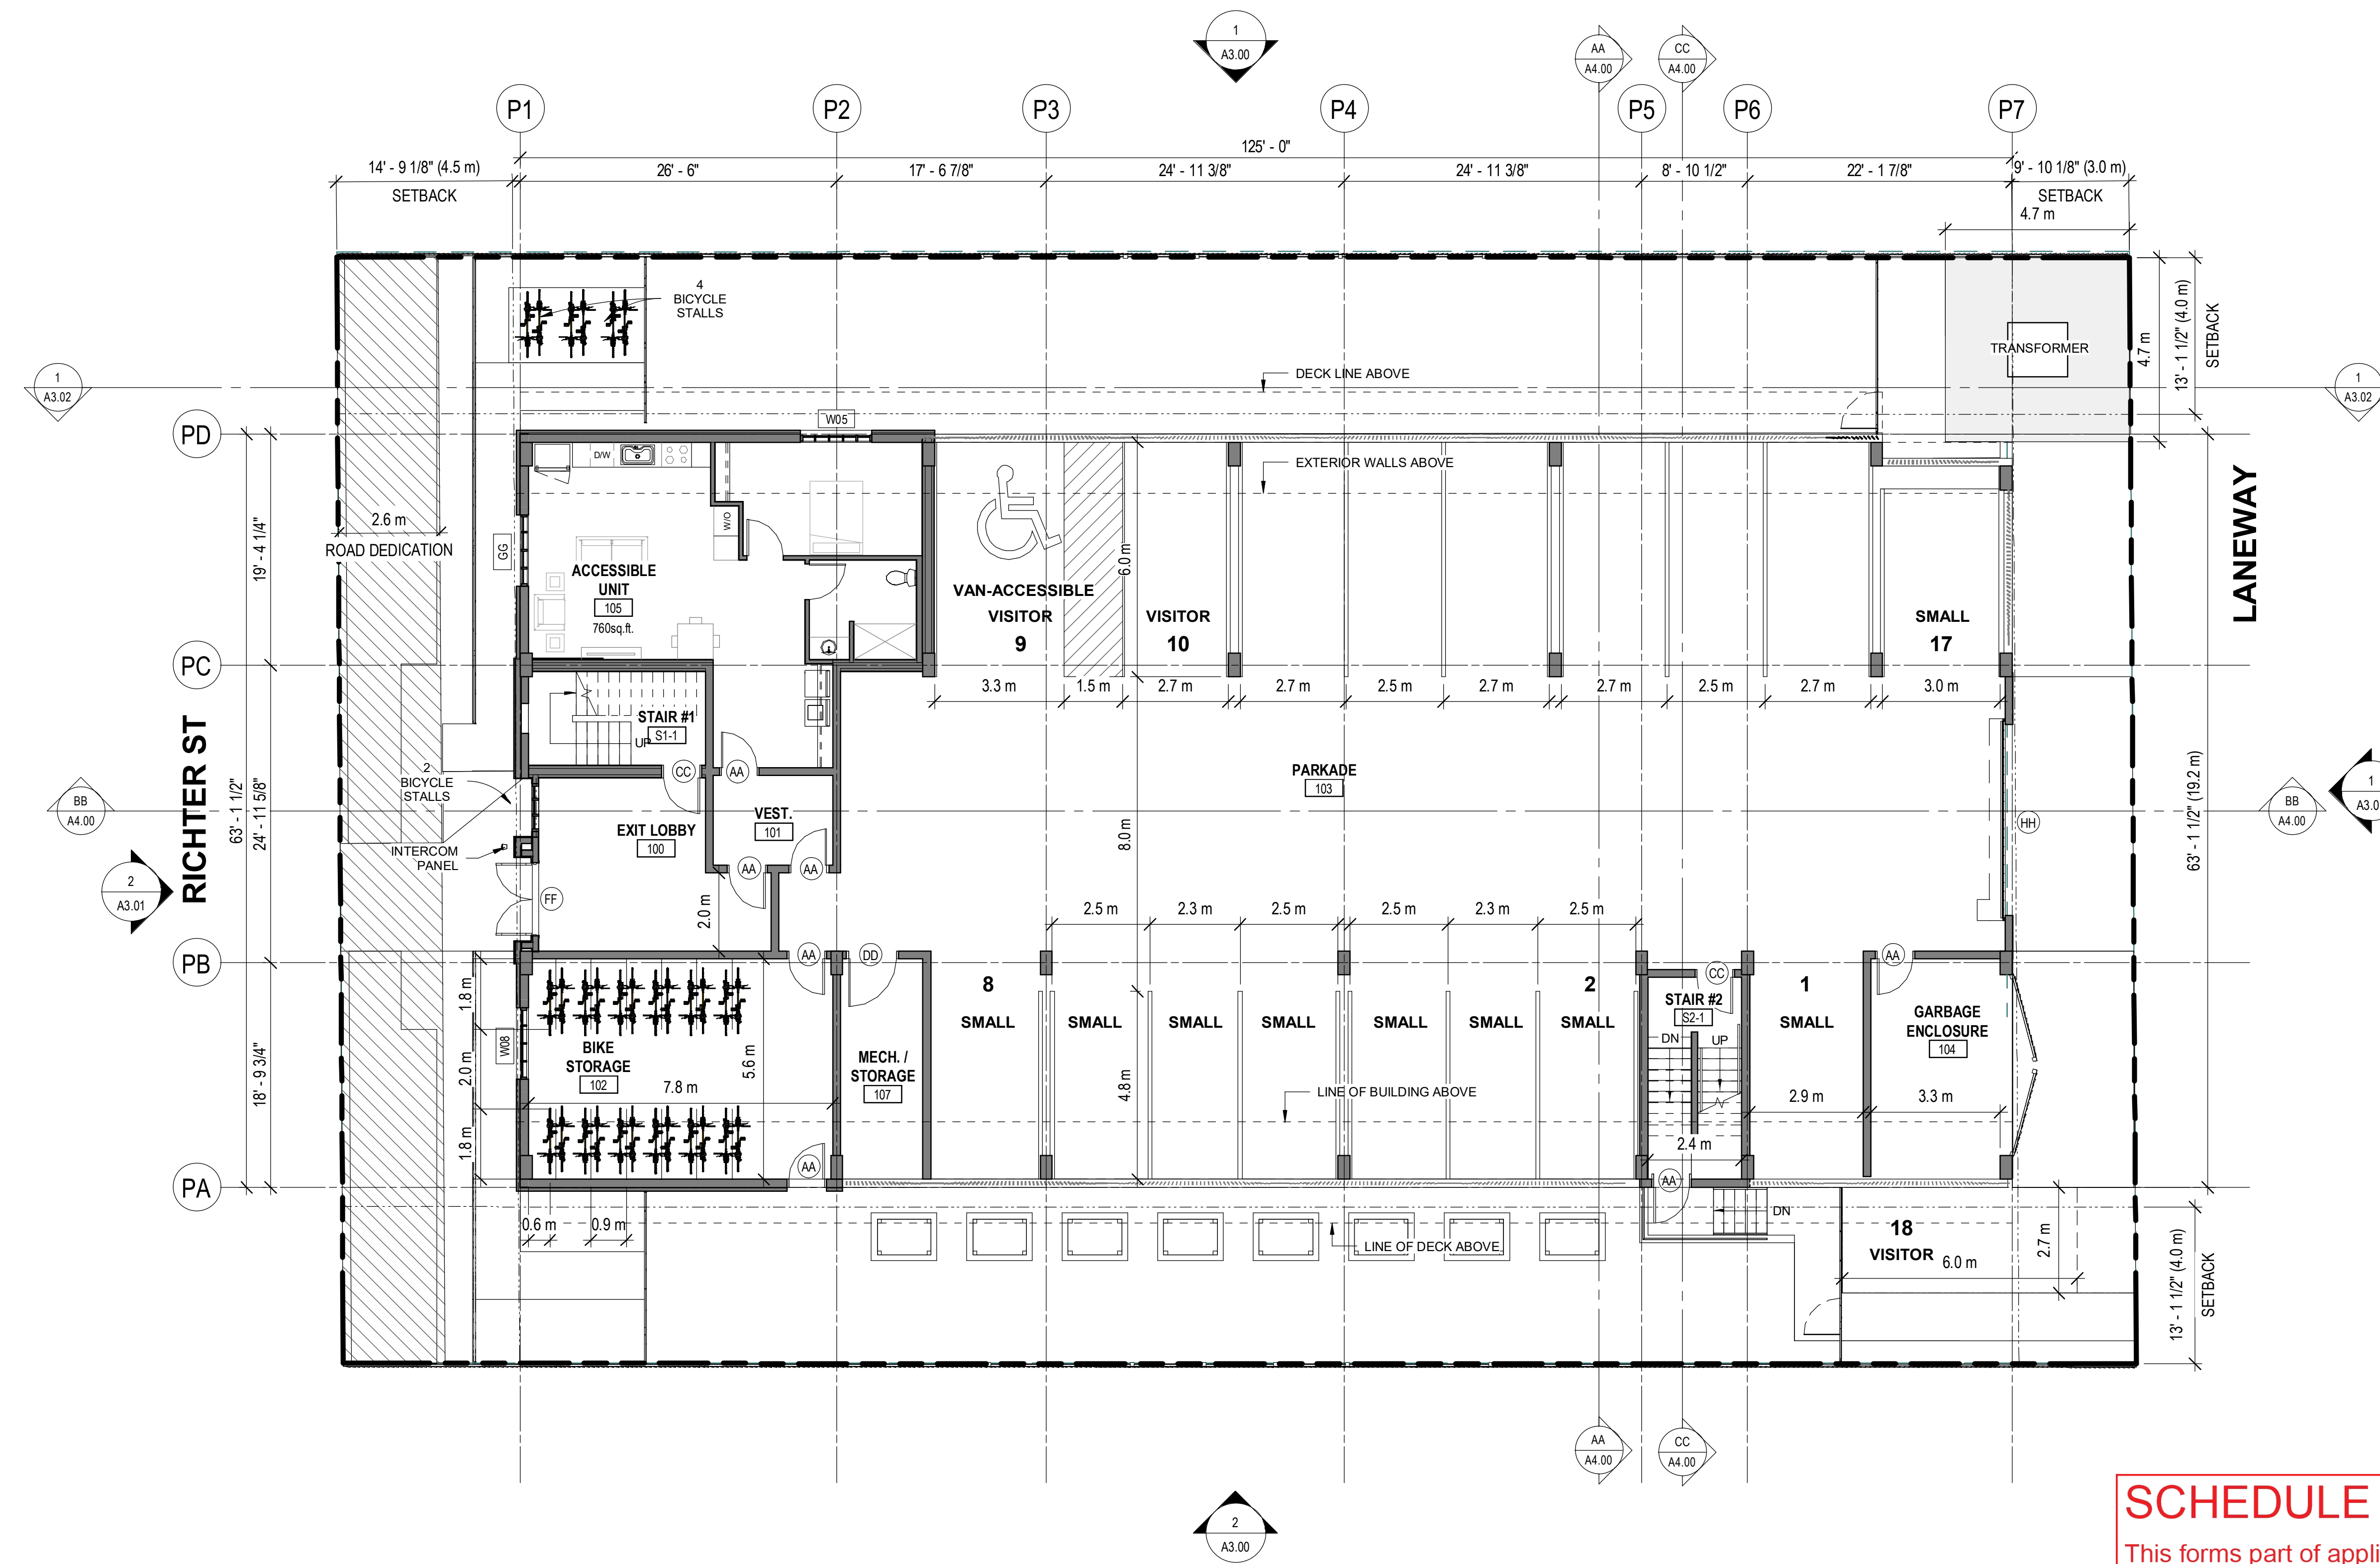 1
A3.00
AA
A4.00
CC
A4.00
P1
P2
P3
P4
P5
P6
P7
125' - 0"
14' - 9 1/8" (4.5 m)
SETBACK
26' - 6"
17' - 6 7/8"
24' - 11 3/8"
24' - 11 3/8"
8' - 10 1/2"
22' - 1 7/8"
9' - 10 1/8" (3.0 m)
SETBACK
4.7 m
4
BICYCLE
STALLS
TRANSFORMER
4.7 m
13' - 1 1/2" (4.0 m)
SETBACK
1
A3.02
DECK LINE ABOVE
1
A3.02
W05
PD
D/W
EXTERIOR WALLS ABOVE
LANEWAY
2.6 m
ROAD DEDICATION
GG
W/O
19' - 4 1/4"
6.0 m
ACCESSIBLE
UNIT
105
760sq.ft.
VAN-ACCESSIBLE
VISITOR
9
VISITOR
10
SMALL
17
PC
3.3 m
1.5 m
2.7 m
2.7 m
2.5 m
2.7 m
2.7 m
2.5 m
2.7 m
3.0 m
STAIR #1
S1-1
UP
RICHTER ST
63' - 1 1/2"
24' - 11 5/8"
2
BICYCLE
STALLS
CC
AA
PARKADE
103
BB
A4.00
VEST.
101
EXIT LOBBY
100
INTERCOM
PANEL
8.0 m
HH
BB
A4.00
1
63' - 1 1/2" (19.2 m)
2
A3.01
FF
AA
AA
2.0 m
2.5 m
2.3 m
2.5 m
2.5 m
2.3 m
2.5 m
PB
AA
DD
AA
CC
8
SMALL
SMALL
SMALL
SMALL
SMALL
SMALL
2
SMALL
STAIR #2
S2-1
DN
UP
1
SMALL
GARBAGE
ENCLOSURE
104
1.8 m
W08
BIKE
STORAGE
102
7.8 m
5.6 m
MECH. /
STORAGE
107
2.0 m
18' - 9 3/4"
4.8 m
LINE OF BUILDING ABOVE
2.9 m
3.3 m
1.8 m
2.4 m
AA
AA
PA
0.6 m
0.9 m
DN
LINE OF DECK ABOVE
18
VISITOR
6.0 m
2.7 m
13' - 1 1/2" (4.0 m)
SETBACK
AA
A4.00
CC
A4.00
2
A3.00
SCHEDULE
This forms part of appli